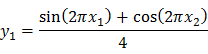 y₁ = (sin(2πx₁) + cos(2πx₂)) / 4